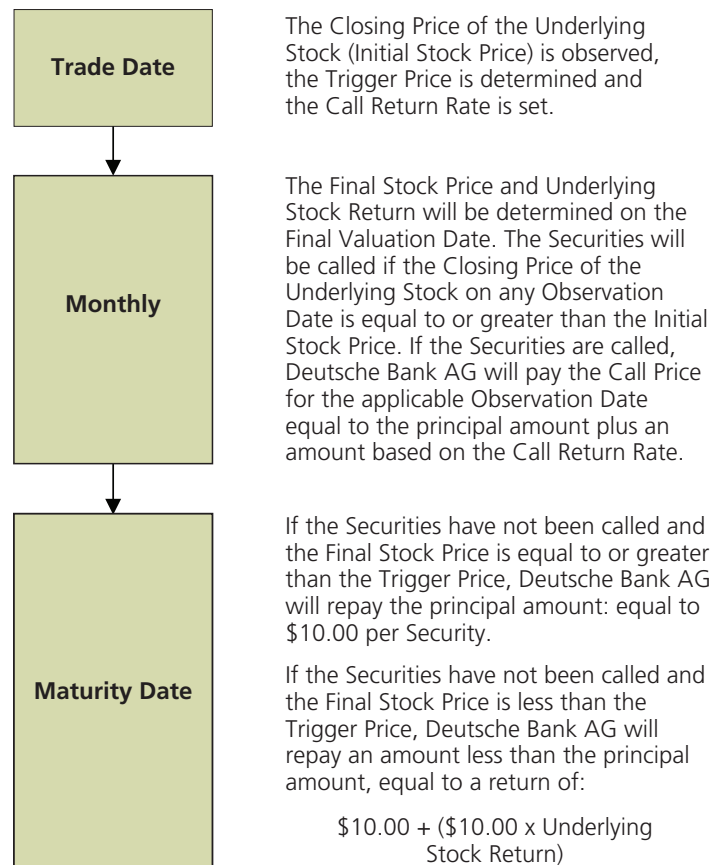 Trade Date
The Closing Price of the Underlying
Stock (Initial Stock Price) is observed,
the Trigger Price is determined and
the Call Return Rate is set.
Monthly
The Final Stock Price and Underlying
Stock Return will be determined on the
Final Valuation Date. The Securities will
be called if the Closing Price of the
Underlying Stock on any Observation
Date is equal to or greater than the Initial
Stock Price. If the Securities are called,
Deutsche Bank AG will pay the Call Price
for the applicable Observation Date
equal to the principal amount plus an
amount based on the Call Return Rate.
Maturity Date
If the Securities have not been called and
the Final Stock Price is equal to or greater
than the Trigger Price, Deutsche Bank AG
will repay the principal amount: equal to
$10.00 per Security.
If the Securities have not been called and
the Final Stock Price is less than the
Trigger Price, Deutsche Bank AG will
repay an amount less than the principal
amount, equal to a return of:
$10.00 + ($10.00 x Underlying
Stock Return)